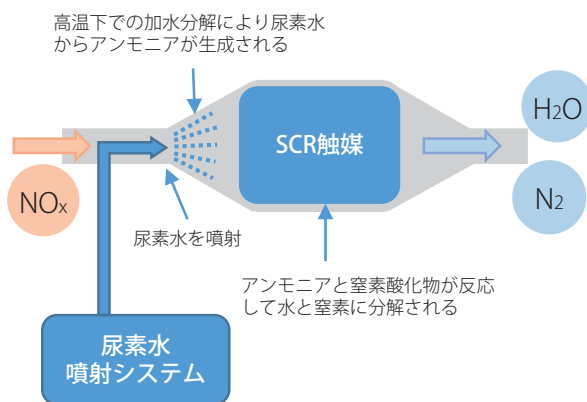 高温下での加水分解により尿素水
からアンモニアが生成される
H2O
SCR触媒
NOx
N2
尿素水を噴射
アンモニアと窒素酸化物が反応
して水と窒素に分解される
尿素水
噴射システム